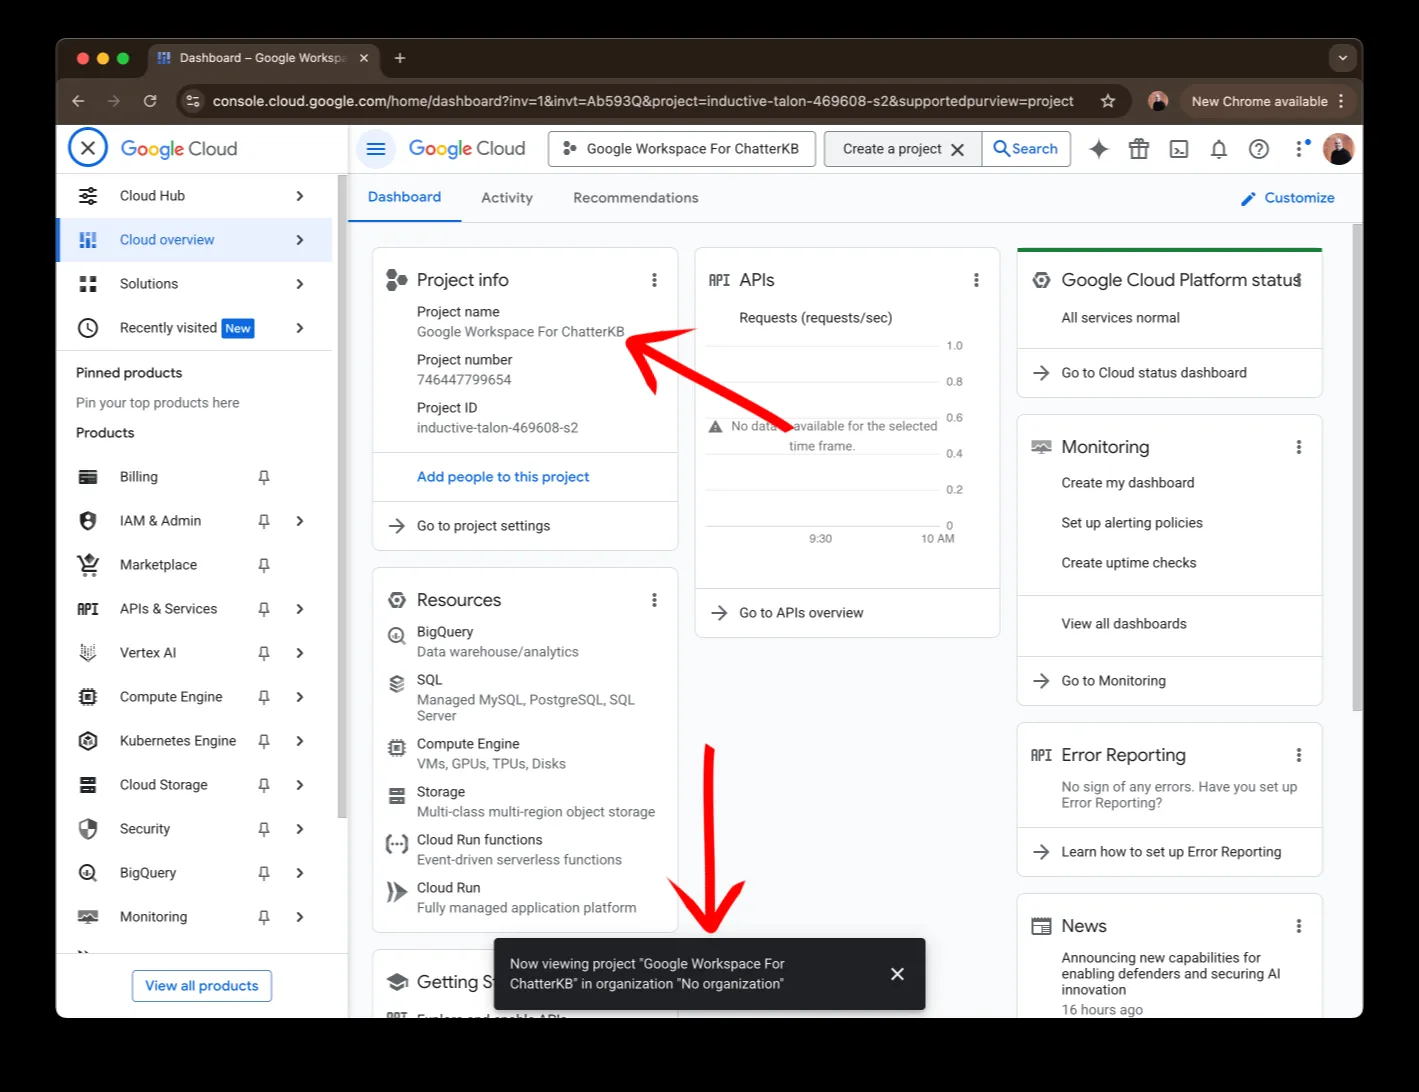 Dashboard – Google Workspa
console.cloud.google.com/home/dashboard?inv=1&invt=Ab593Q&project=inductive-talon-469608-s2&supportedpurview=project
New Chrome available
Google Cloud
Google Cloud
Google Workspace For ChatterKB
Create a project
Search
Cloud Hub
Cloud overview
Solutions
Recently visited New
Pinned products
Pin your top products here
Products
Billing
IAM & Admin
Marketplace
API APIs & Services
Vertex AI
Compute Engine
Kubernetes Engine
Cloud Storage
Security
BigQuery
Monitoring
View all products
Dashboard
Activity
Recommendations
Customize
Project info
Project name
Google Workspace For ChatterKB
Project number
746447799654
Project ID
inductive-talon-469608-s2
Add people to this project
Go to project settings
Resources
BigQuery
Data warehouse/analytics
SQL
Managed MySQL, PostgreSQL, SQL
Server
Compute Engine
VMs, GPUs, TPUs, Disks
Storage
Multi-class multi-region object storage
Cloud Run functions
Event-driven serverless functions
Cloud Run
Fully managed application platform
Getting
API Explore and enable APIs
API APIs
Requests (requests/sec)
1.0
0.8
0.6
0.4
0.2
0
No data available for the selected
time frame.
9:30
10 AM
Go to APIs overview
Google Cloud Platform status
All services normal
Go to Cloud status dashboard
Monitoring
Create my dashboard
Set up alerting policies
Create uptime checks
View all dashboards
Go to Monitoring
API Error Reporting
No sign of any errors. Have you set up
Error Reporting?
Learn how to set up Error Reporting
News
Announcing new capabilities for
enabling defenders and securing AI
innovation
16 hours ago
Now viewing project "Google Workspace For
ChatterKB" in organization "No organization"